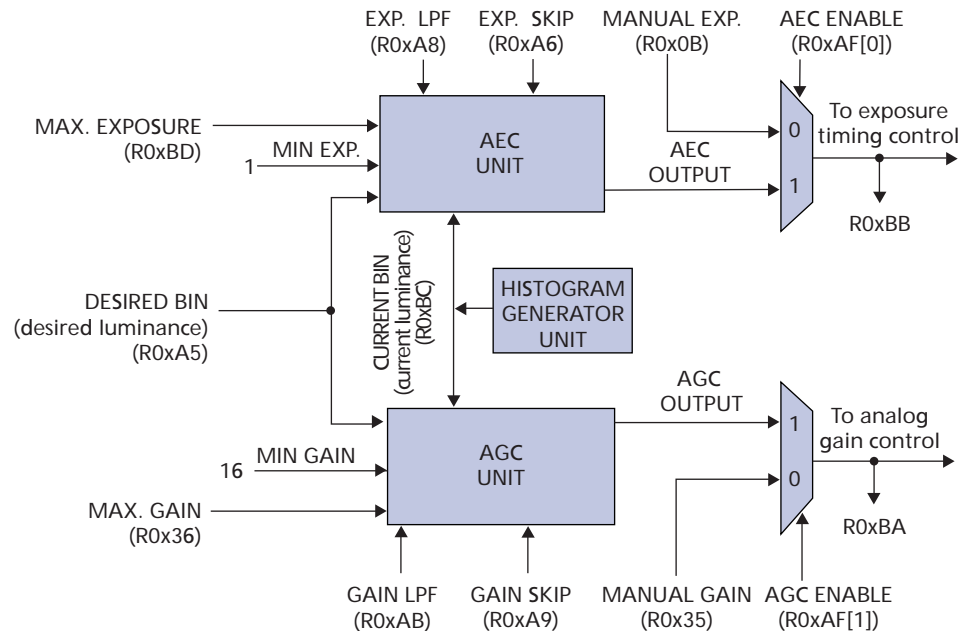 EXP. LPF
(R0xA8)
EXP. SKIP
(R0xA6)
MANUAL EXP.
(R0x0B)
AEC ENABLE
(R0xAF[0])
MAX. EXPOSURE
(R0xBD)
1
MIN EXP.
AEC
UNIT
AEC
OUTPUT
0
1
To exposure
timing control
R0xBB
DESIRED BIN
(desired luminance)
(R0xA5)
CURRENT BIN
(current luminance)
(R0xBC)
HISTOGRAM
GENERATOR
UNIT
AGC
OUTPUT
AGC
UNIT
16
MIN GAIN
MAX. GAIN
(R0x36)
1
0
To analog
gain control
R0xBA
GAIN LPF
(R0xAB)
GAIN SKIP
(R0xA9)
MANUAL GAIN
(R0x35)
AGC ENABLE
(R0xAF[1])